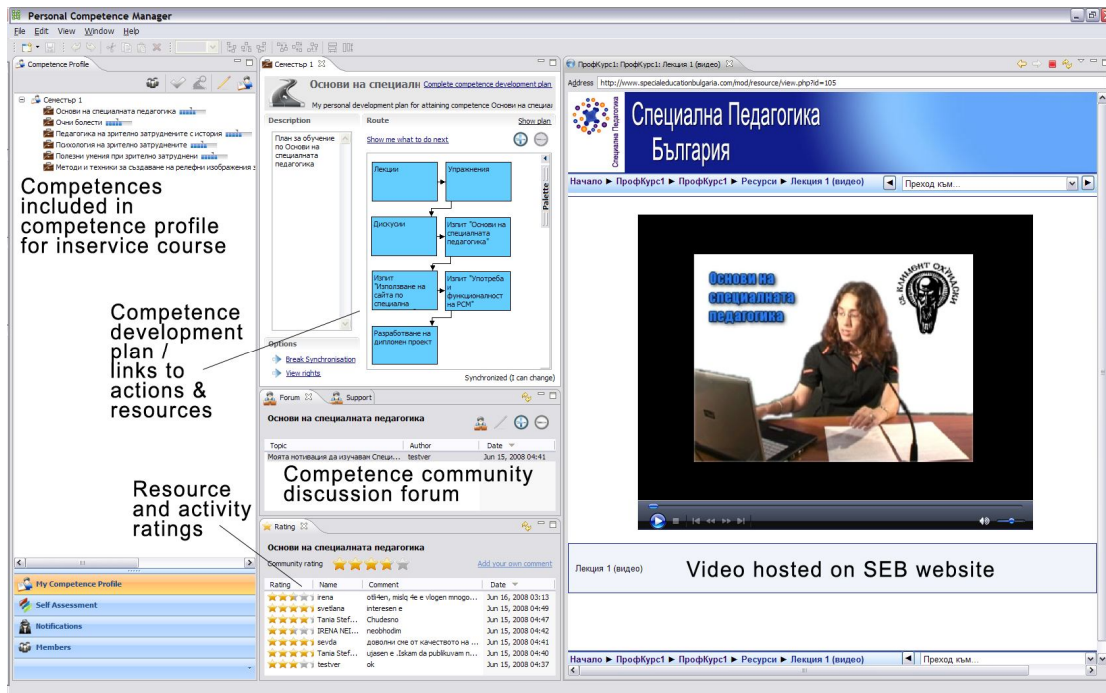 Personal Competence Manager
File Edit View Window Help
Competence Profile
Семестър 1
Основи на специалната педагогика
Очни болести
Педагогика на зрително затруднените с история
Психология на зрително затруднените
Полезни умения при зрително затруднени
Методи и техники за създаване на релефни изображения з
Competences
included in
competence profile
for inservice course
Competence
development
plan /
links to
actions &
resources
Resource
and activity
ratings
My Competence Profile
Self Assessment
Notifications
Members
Семестър 1
Основи на специалн Complete competence development plan
My personal development plan for attaining competence Основи на специал
Description Route Show plan
План за обучение
по Основи на
специалната
педагогика
Show me what to do next
Palette
Лекции
Упражнения
Дискусии
Изпит "Основи на
специалната
педагогика"
Изпит
"Използване на
сайта по
специална
Изпит "Употреба
и
функционалност
на PCM"
Разработване на
дипломен проект
Options
Break Synchronisation
View rights
Synchronized (I can change)
Forum Support
Основи на специалната педагогика
Topic Author Date
Моята мотивация да изучавам Специ... testver Jun 15, 2008 04:41
Competence community
discussion forum
Rating
Основи на специалната педагогика
Community rating Add your own comment
Rating Name Comment Date
irena otli4en, mislq 4e e vlogen mnogo... Jun 16, 2008 03:13
svetlana interesen e Jun 15, 2008 04:49
Tania Stef... Chudesno Jun 15, 2008 04:47
IRENA NEI... neobhodim Jun 15, 2008 04:42
sevda доволни сме от качеството на ... Jun 15, 2008 04:41
Tania Stef... ujasen e .Iskam da publikuvam n... Jun 15, 2008 04:40
testver ok Jun 15, 2008 04:37
ПрофКурс1: ПрофКурс1: Лекция 1 (видео)
Address http://www.specialeducationbulgaria.com/mod/resource/view.php?id=105
Специална Педагогика
Специална Педагогика
България
Начало ► ПрофКурс1 ► ПрофКурс1 ► Ресурси ► Лекция 1 (видео) Преход към...
Основи на
специалната
педагогика
СВ. КЛИМЕНТ ОХРИДСКИ
Лекция 1 (видео) Video hosted on SEB website
Начало ► ПрофКурс1 ► ПрофКурс1 ► Ресурси ► Лекция 1 (видео) Преход към...